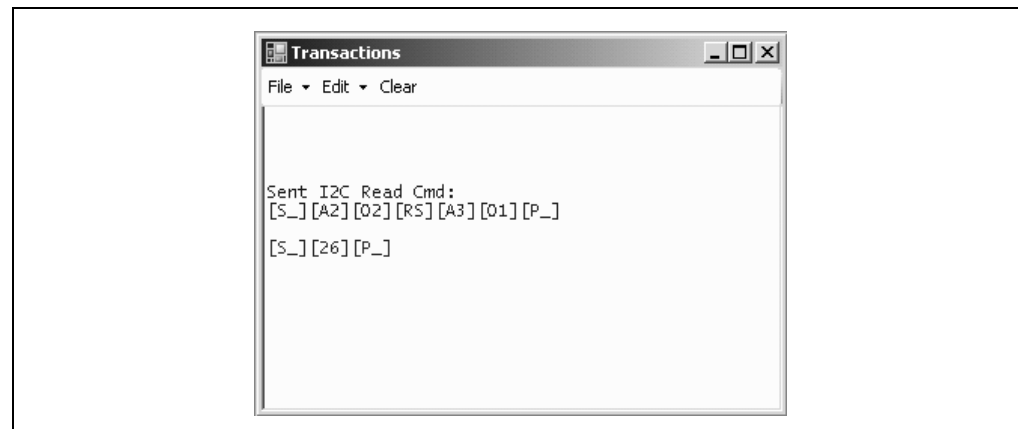 Transactions
File Edit Clear
Sent I2C Read Cmd:
[S_][A2][02][RS][A3][01][P_]
[S_][26][P_]